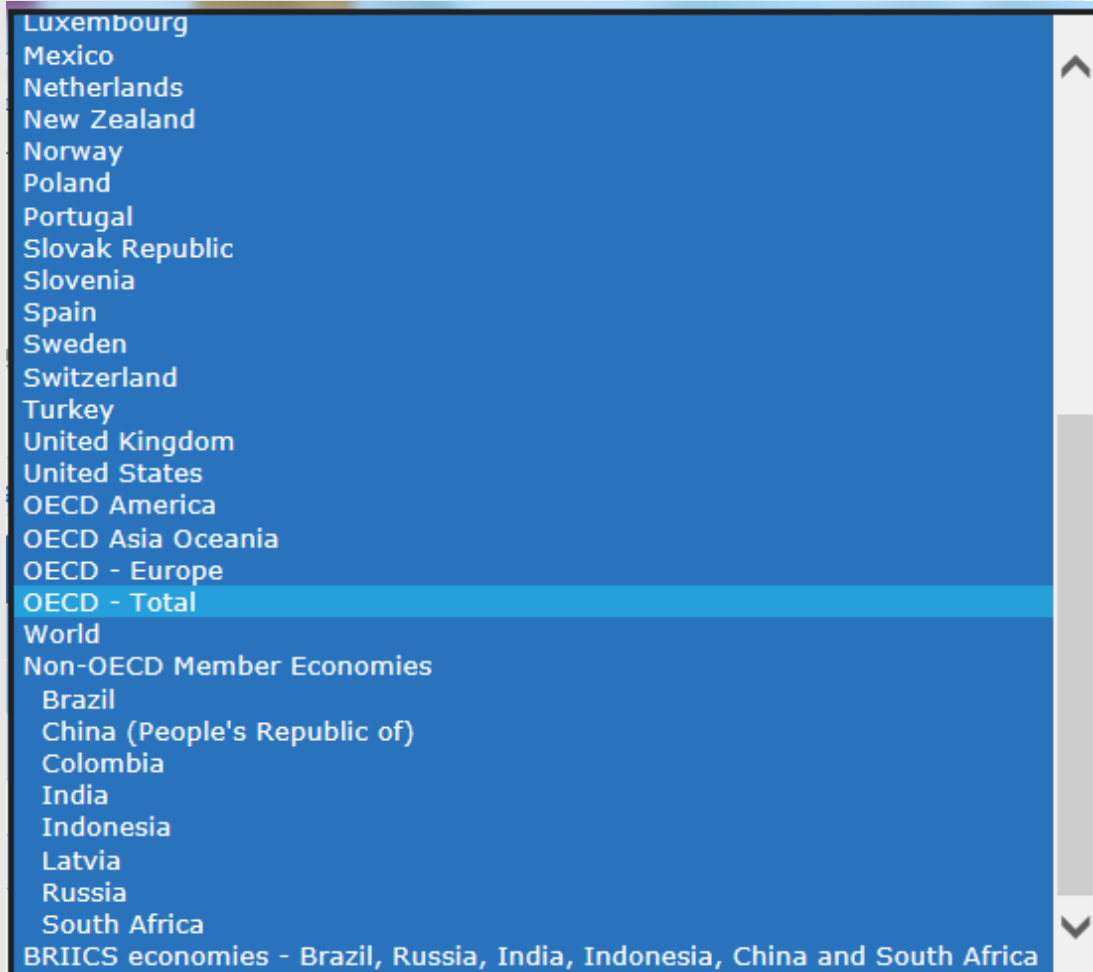 Luxembourg
Mexico
Netherlands
New Zealand
Norway
Poland
Portugal
Slovak Republic
Slovenia
Spain
Sweden
Switzerland
Turkey
United Kingdom
United States
OECD America
OECD Asia Oceania
OECD - Europe
OECD - Total
World
Non-OECD Member Economies
Brazil
China (People's Republic of)
Colombia
India
Indonesia
Latvia
Russia
South Africa
BRIICS economies - Brazil, Russia, India, Indonesia, China and South Africa